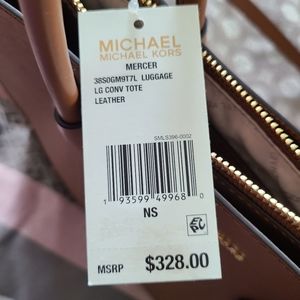 MICHAEL
MICHAEL KORS
MERCER
38S0GM9T7L LUGGAGE
LG CONV TOTE
LEATHER
SMLS396-0002
1 93599 49968 0
NS
MSRP $328.00